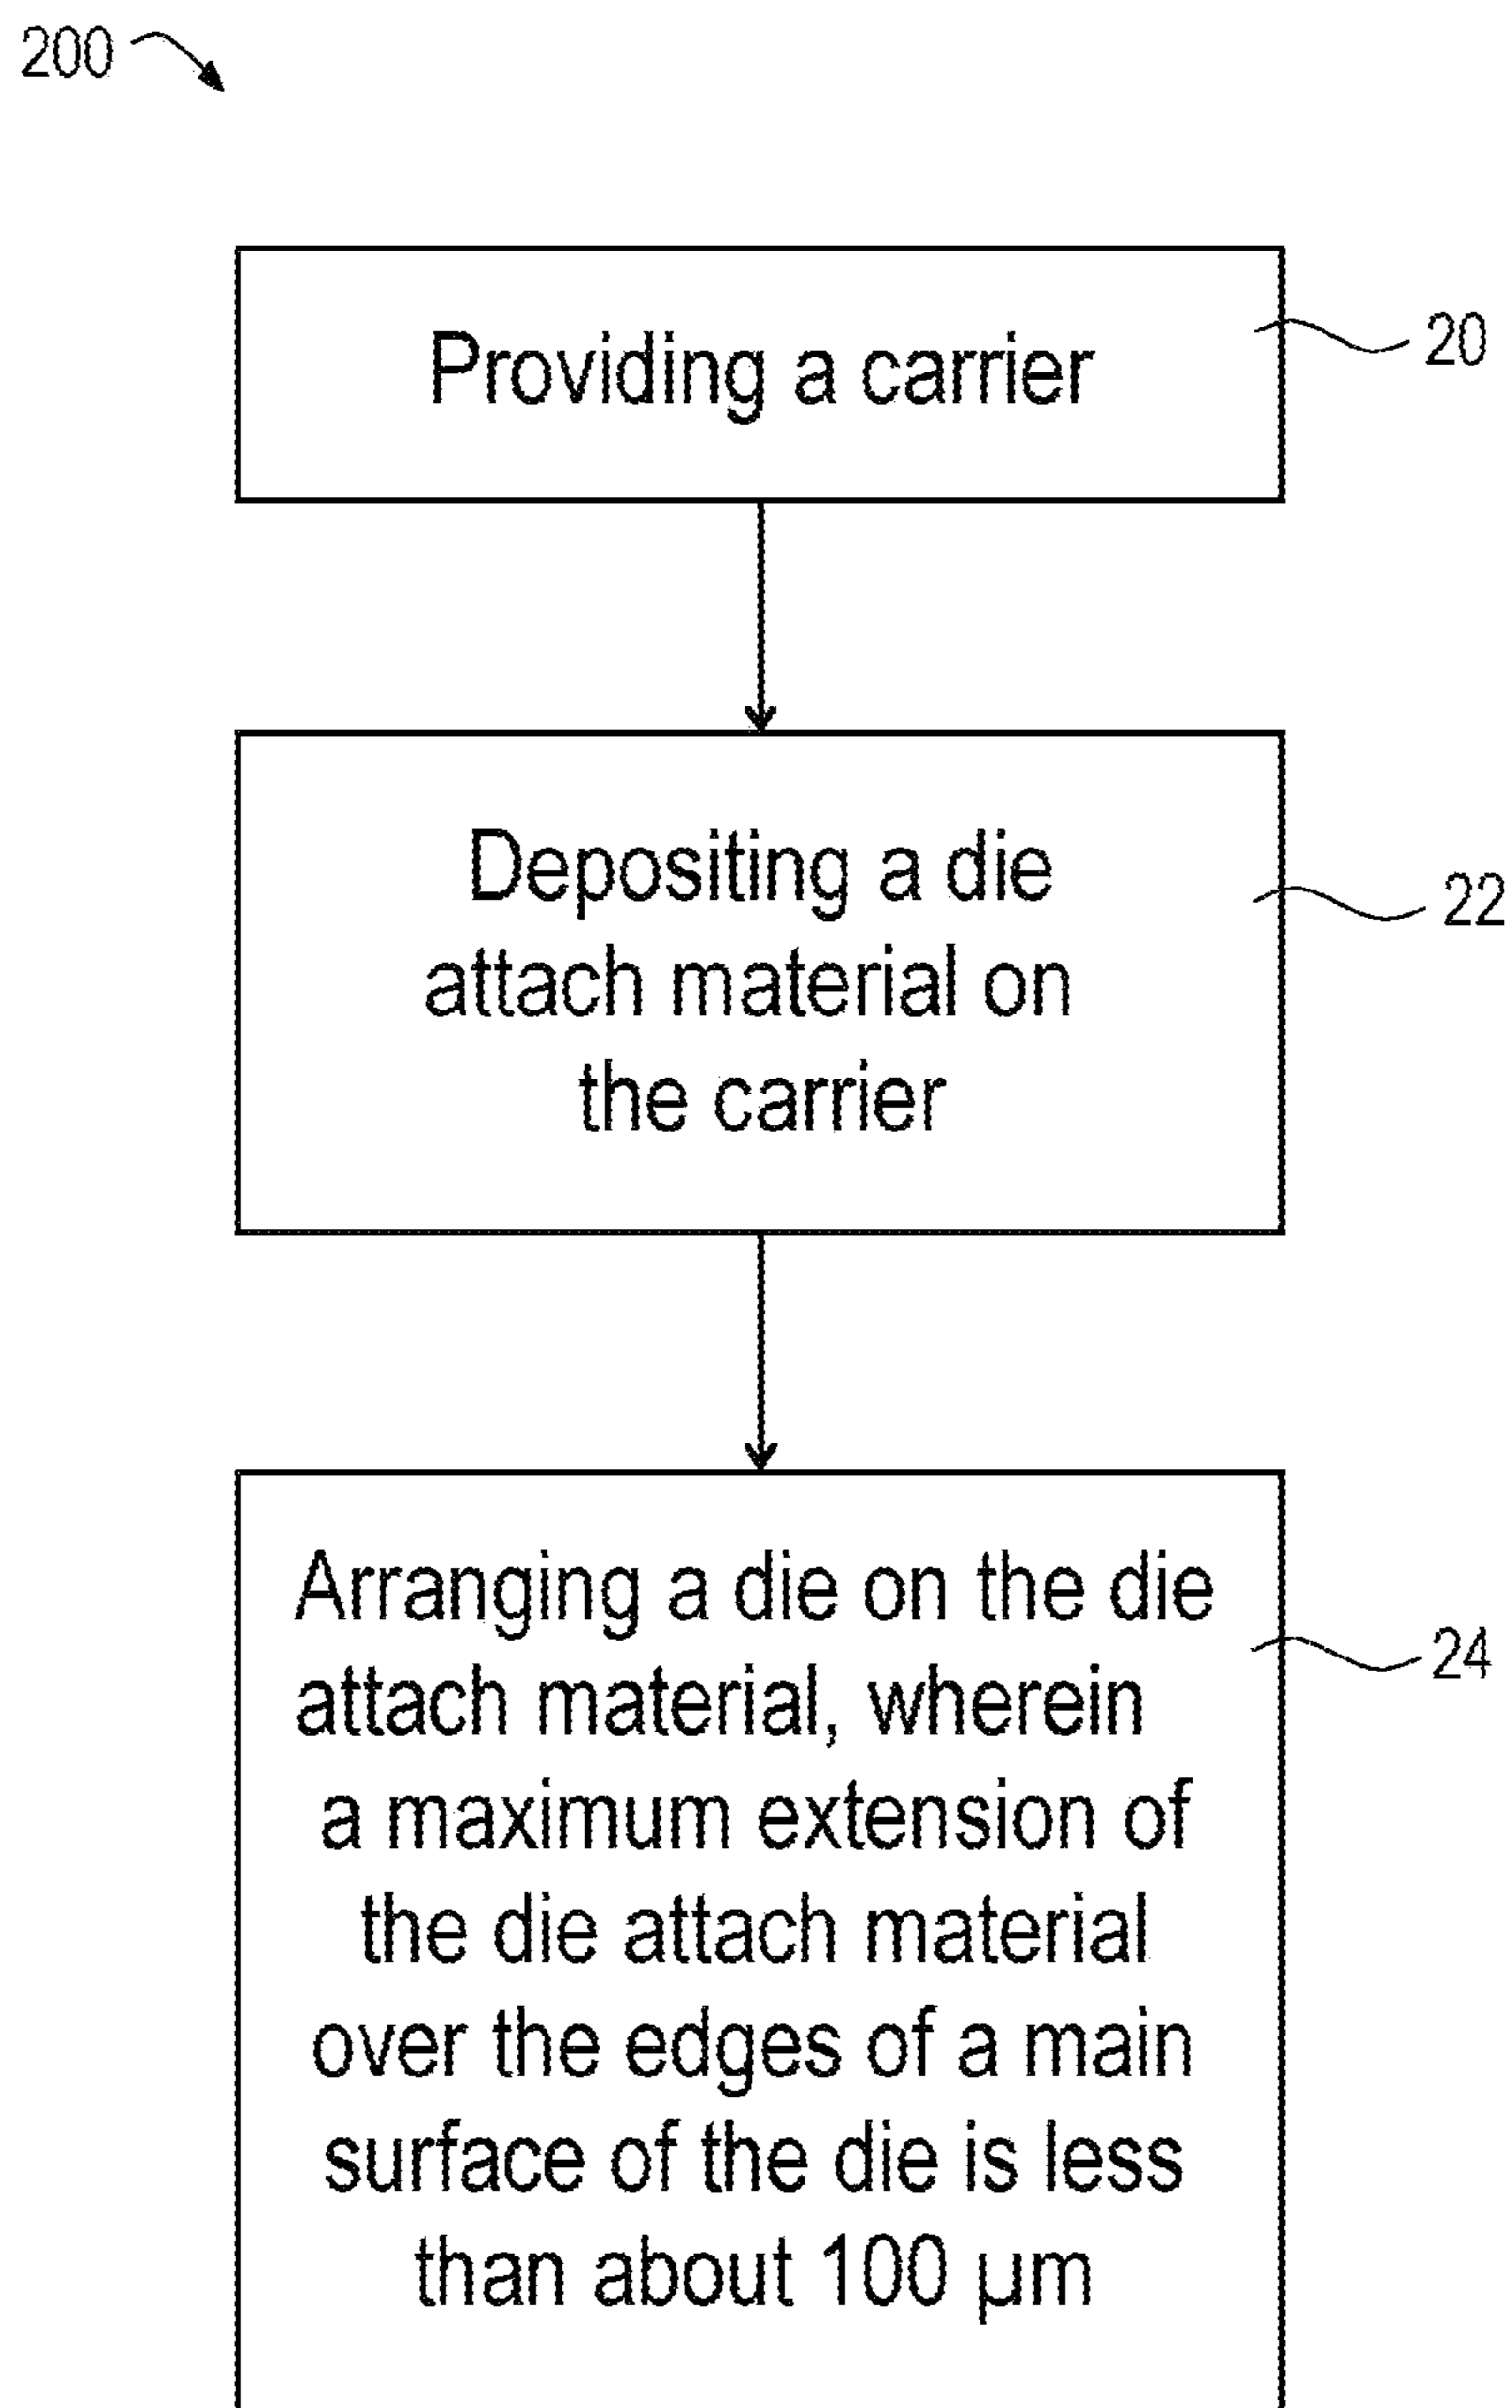 200
Providing a carrier
20
Depositing a die
22
attach material on
the carrier
Arranging a die on the die
24
attach material, wherein
a maximum extension of
the die attach material
over the edges of a main
surface of the die is less
than about 100 µm